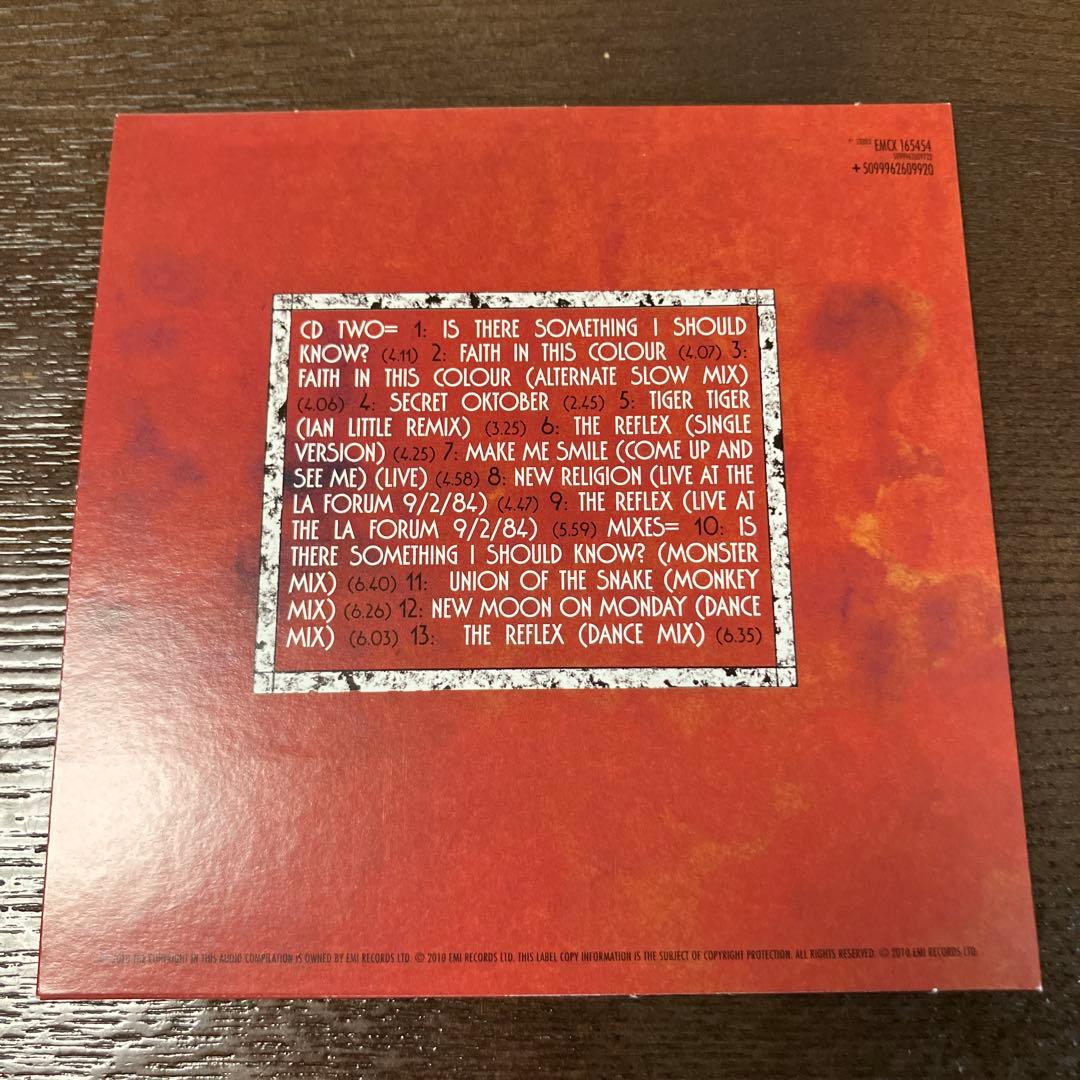 STEREO EMCX 165454
5099962609722
+ 5099962609920
CD TWO= 1: IS THERE SOMETHING I SHOULD
KNOW? (4.11) 2: FAITH IN THIS COLOUR (4.07) 3:
FAITH IN THIS COLOUR (ALTERNATE SLOW MIX)
(4.06) 4: SECRET OKTOBER (2.45) 5: TIGER TIGER
(IAN LITTLE REMIX) (3.25) 6: THE REFLEX (SINGLE
VERSION) (4.25) 7: MAKE ME SMILE (COME UP AND
SEE ME) (LIVE) (4.58) 8: NEW RELIGION (LIVE AT THE
LA FORUM 9/2/84) (4.47) 9: THE REFLEX (LIVE AT
THE LA FORUM 9/2/84) (5.59) MIXES= 10: IS
THERE SOMETHING I SHOULD KNOW? (MONSTER
MIX) (6.40) 11: UNION OF THE SNAKE (MONKEY
MIX) (6.26) 12: NEW MOON ON MONDAY (DANCE
MIX) (6.03) 13: THE REFLEX (DANCE MIX) (6.35)
℗ 2010 THE COPYRIGHT IN THIS AUDIO COMPILATION IS OWNED BY EMI RECORDS LTD. © 2010 EMI RECORDS LTD. THIS LABEL COPY INFORMATION IS THE SUBJECT OF COPYRIGHT PROTECTION. ALL RIGHTS RESERVED. © 2010 EMI RECORDS LTD.